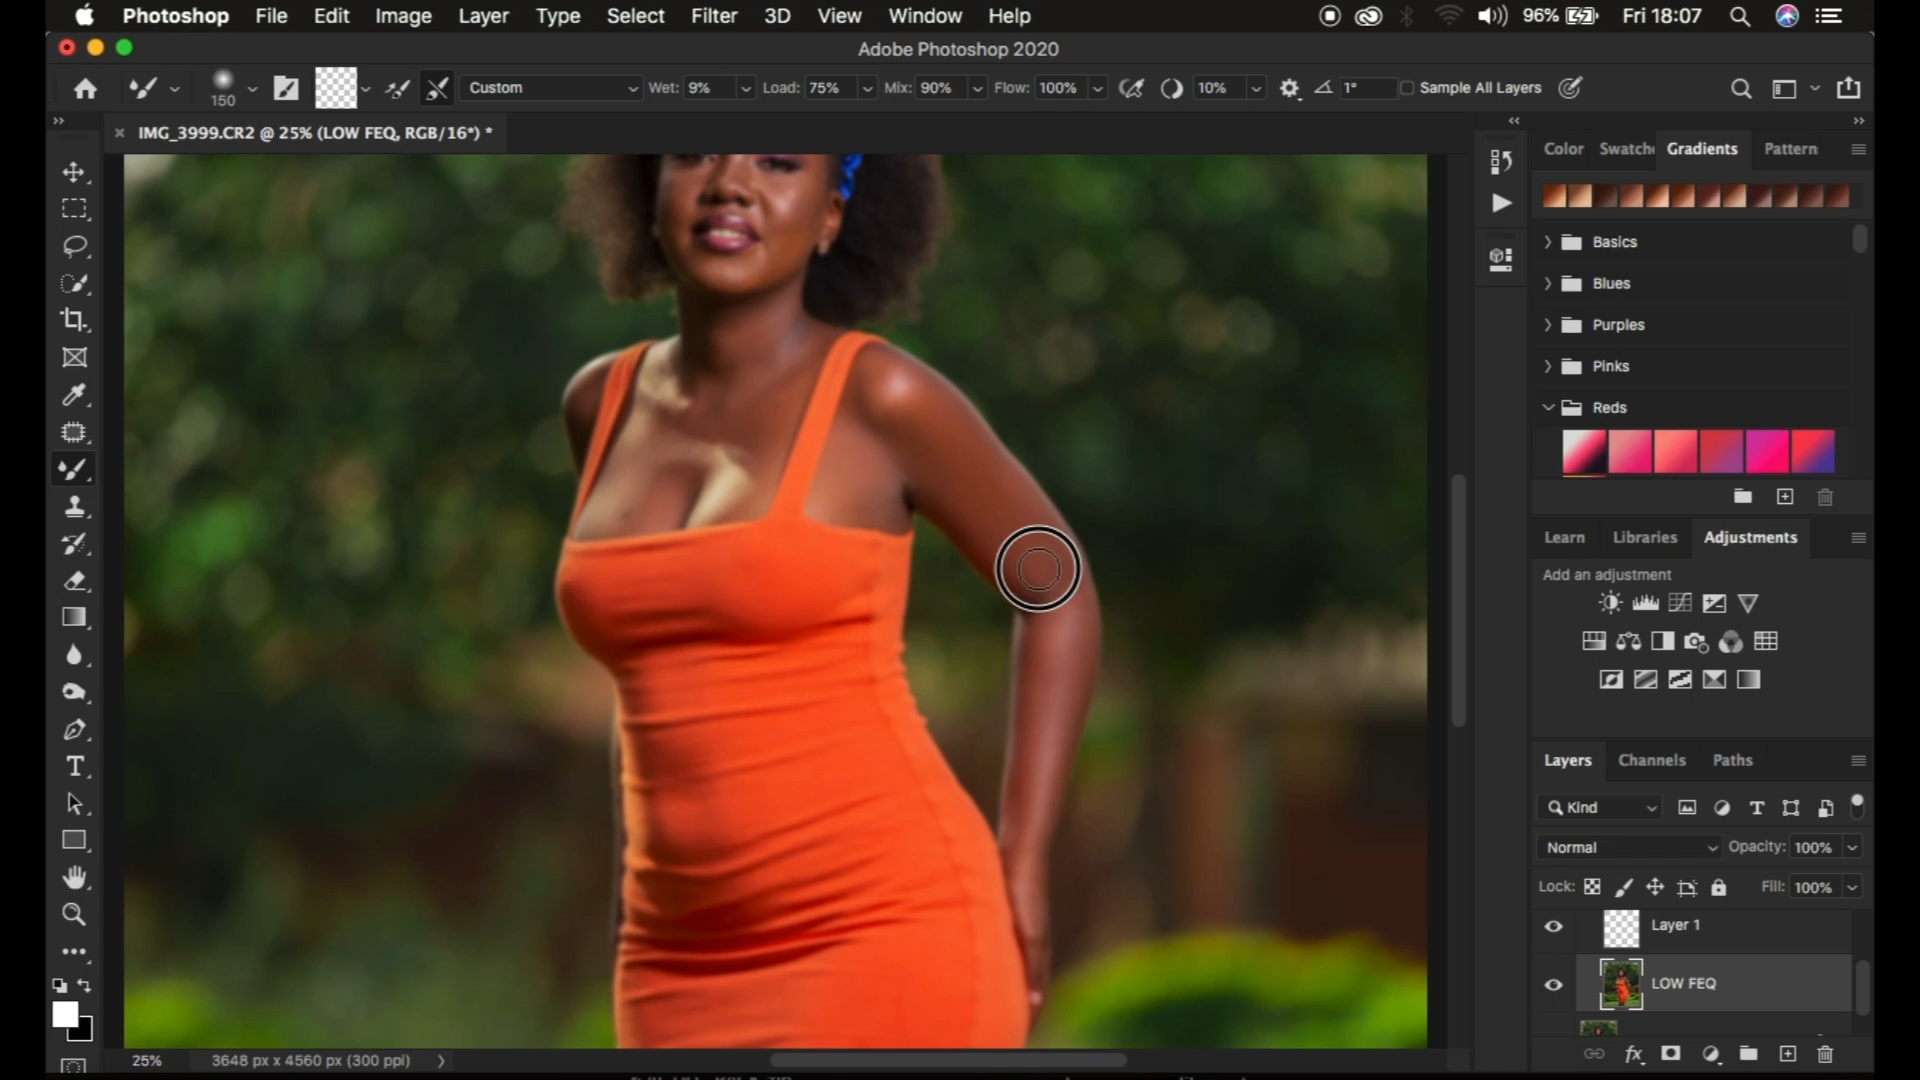 Photoshop File Edit Image Layer Type Select Filter 3D View Window Help 96% Fri 18:07
Adobe Photoshop 2020
150 Custom Wet: 9% Load: 75% Mix: 90% Flow: 100% 10% 1° Sample All Layers
IMG_3999.CR2 @ 25% (LOW FEQ, RGB/16*) *
Color Swatche Gradients Pattern
Basics
Blues
Purples
Pinks
Reds
Learn Libraries Adjustments
Add an adjustment
Layers Channels Paths
Kind
Normal Opacity: 100%
Lock: Fill: 100%
Layer 1
LOW FEQ
25% 3648 px x 4560 px (300 ppi)